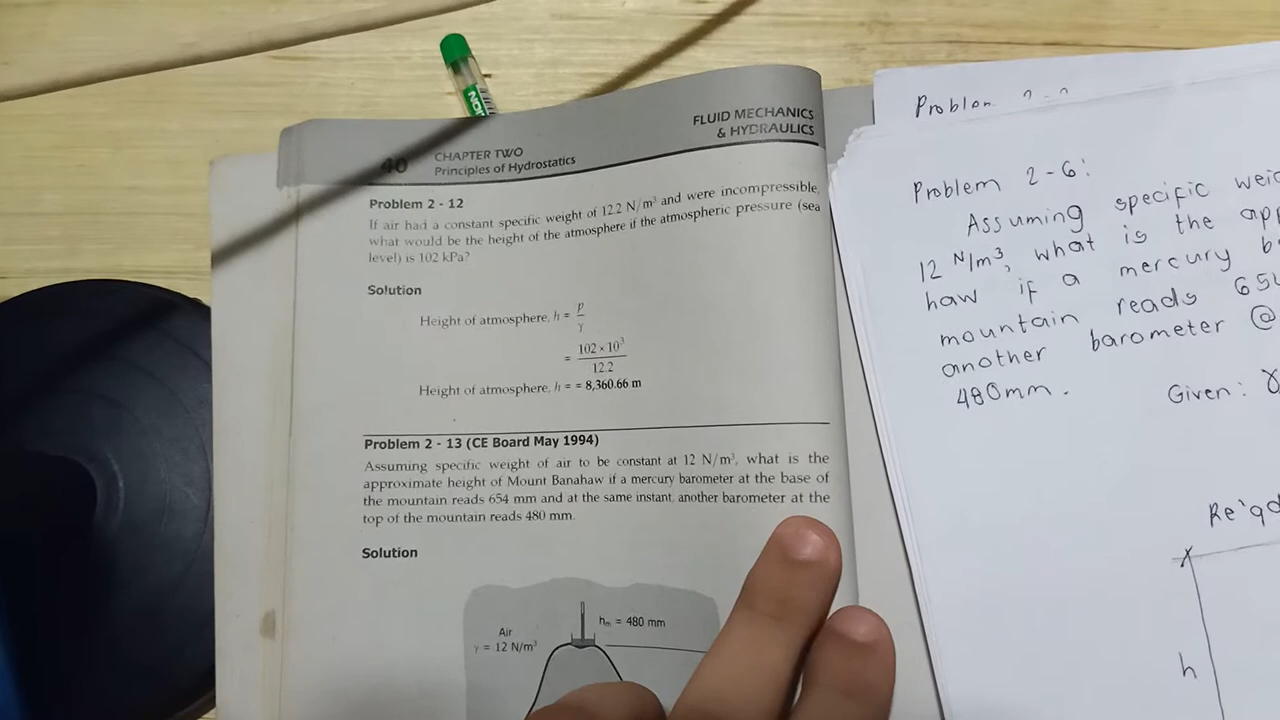 FLUID MECHANICS
& HYDRAULICS
40
CHAPTER TWO
Principles of Hydrostatics
Problem 2 - 12
If air had a constant specific weight of 12.2 N/m³ and were incompressible,
what would be the height of the atmosphere if the atmospheric pressure (sea
level) is 102 kPa?
Solution
Height of atmosphere, h = p/γ
= 102 × 10³/12.2
Height of atmosphere, h = = 8,360.66 m
Problem 2 - 13 (CE Board May 1994)
Assuming specific weight of air to be constant at 12 N/m³, what is the
approximate height of Mount Banahaw if a mercury barometer at the base of
the mountain reads 654 mm and at the same instant, another barometer at the
top of the mountain reads 480 mm.
Solution
hm = 480 mm
Air
γ = 12 N/m³
Problem
Problem 2-6:
Assuming specific
12 N/m³, what is the
haw if a mercury
mountain reads
another barometer @
480mm.
Given: γ
h